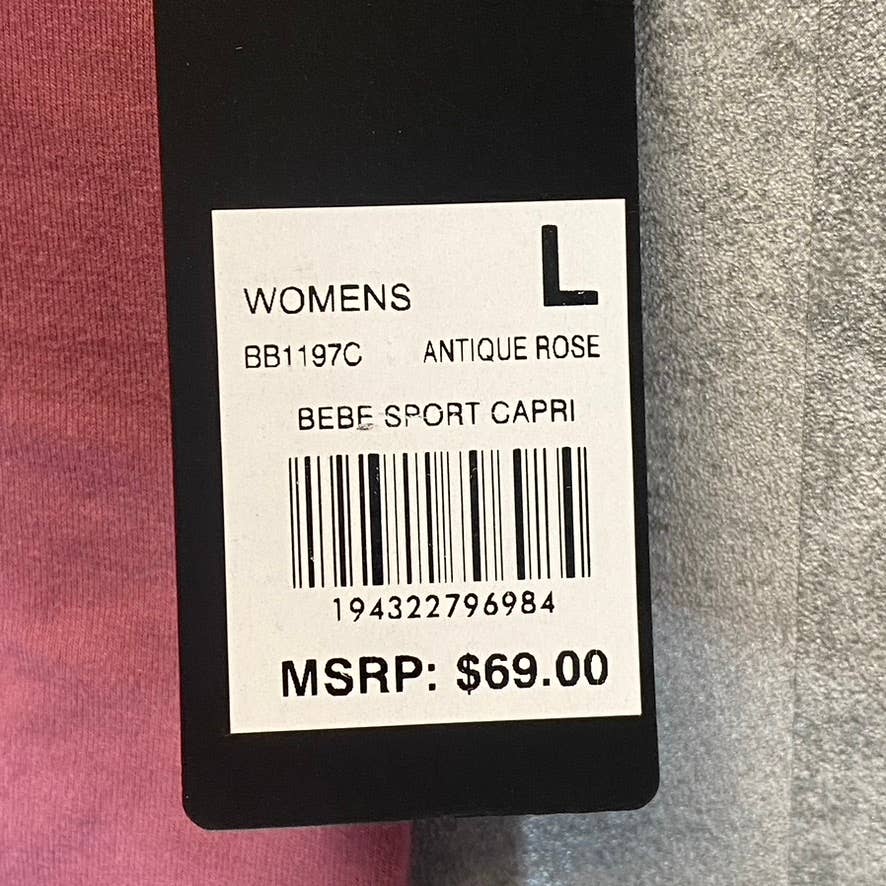 L
WOMENS
BB1197C ANTIQUE ROSE
BEBE SPORT CAPRI
194322796984
MSRP: $69.00